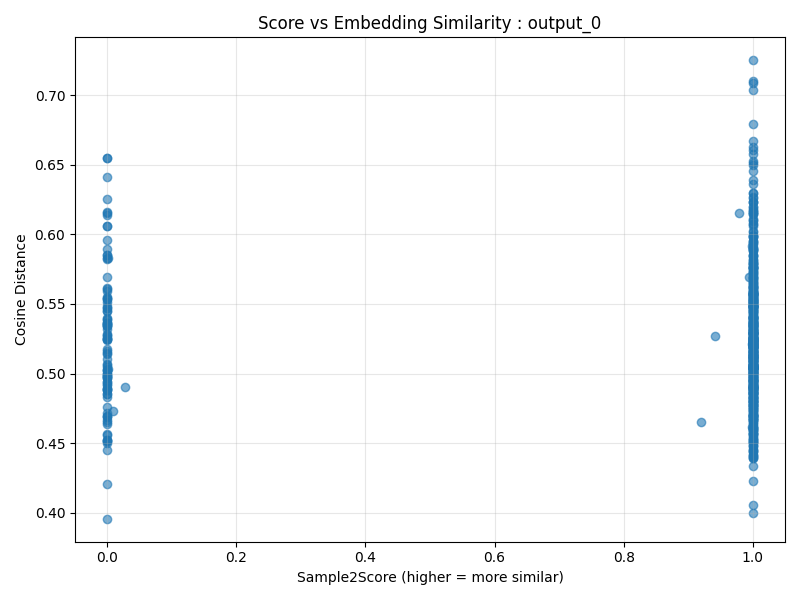 Score vs Embedding Similarity : output_0
Cosine Distance
0.70
0.65
0.60
0.55
0.50
0.45
0.40
0.0 0.2 0.4 0.6 0.8 1.0
Sample2Score (higher = more similar)